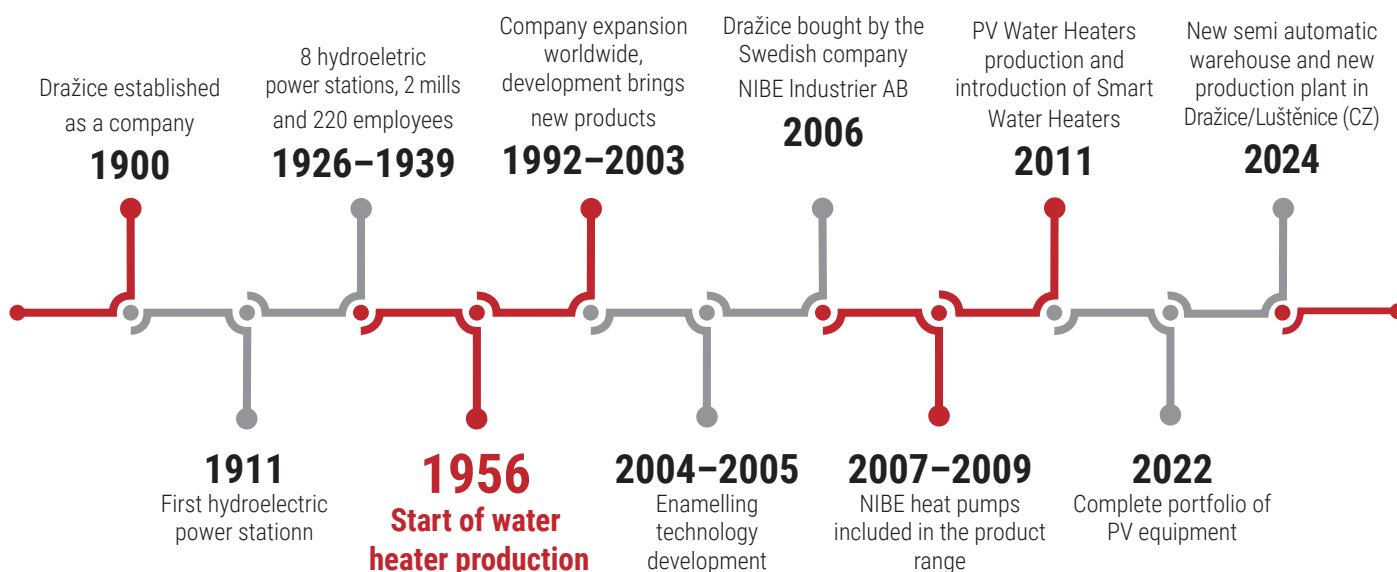 Dražice established
as a company
1900
8 hydroeletric
power stations, 2 mills
and 220 employees
1926–1939
Company expansion
worldwide,
development brings
new products
1992–2003
Dražice bought by the
Swedish company
NIBE Industrier AB
2006
PV Water Heaters
production and
introduction of Smart
Water Heaters
2011
New semi automatic
warehouse and new
production plant in
Dražice/Luštěnice (CZ)
2024
1911
First hydroelectric
power stationn
1956
Start of water
heater production
2004–2005
Enamelling
technology
development
2007–2009
NIBE heat pumps
included in the product
range
2022
Complete portfolio of
PV equipment